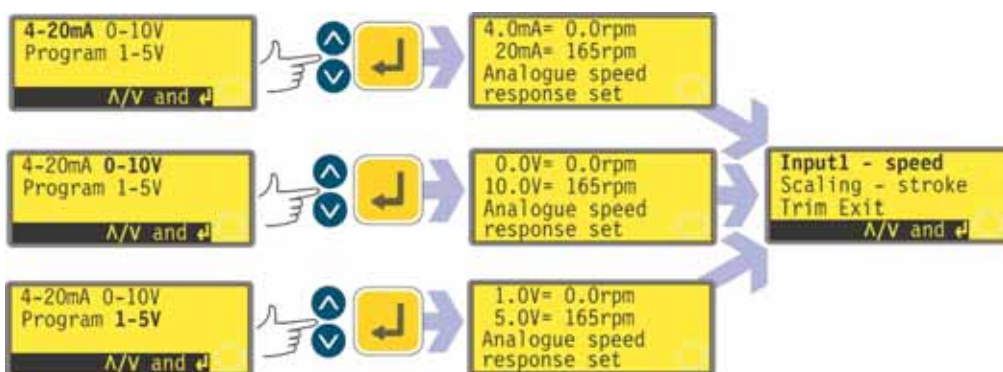 4-20mA 0-10V
Program 1-5V
∧/∨ and ↲
4.0mA= 0.0rpm
20mA= 165rpm
Analogue speed
response set
4-20mA 0-10V
Program 1-5V
∧/∨ and ↲
0.0V= 0.0rpm
10.0V= 165rpm
Analogue speed
response set
Input1 - speed
Scaling - stroke
Trim Exit
∧/∨ and ↲
4-20mA 0-10V
Program 1-5V
∧/∨ and ↲
1.0V= 0.0rpm
5.0V= 165rpm
Analogue speed
response set